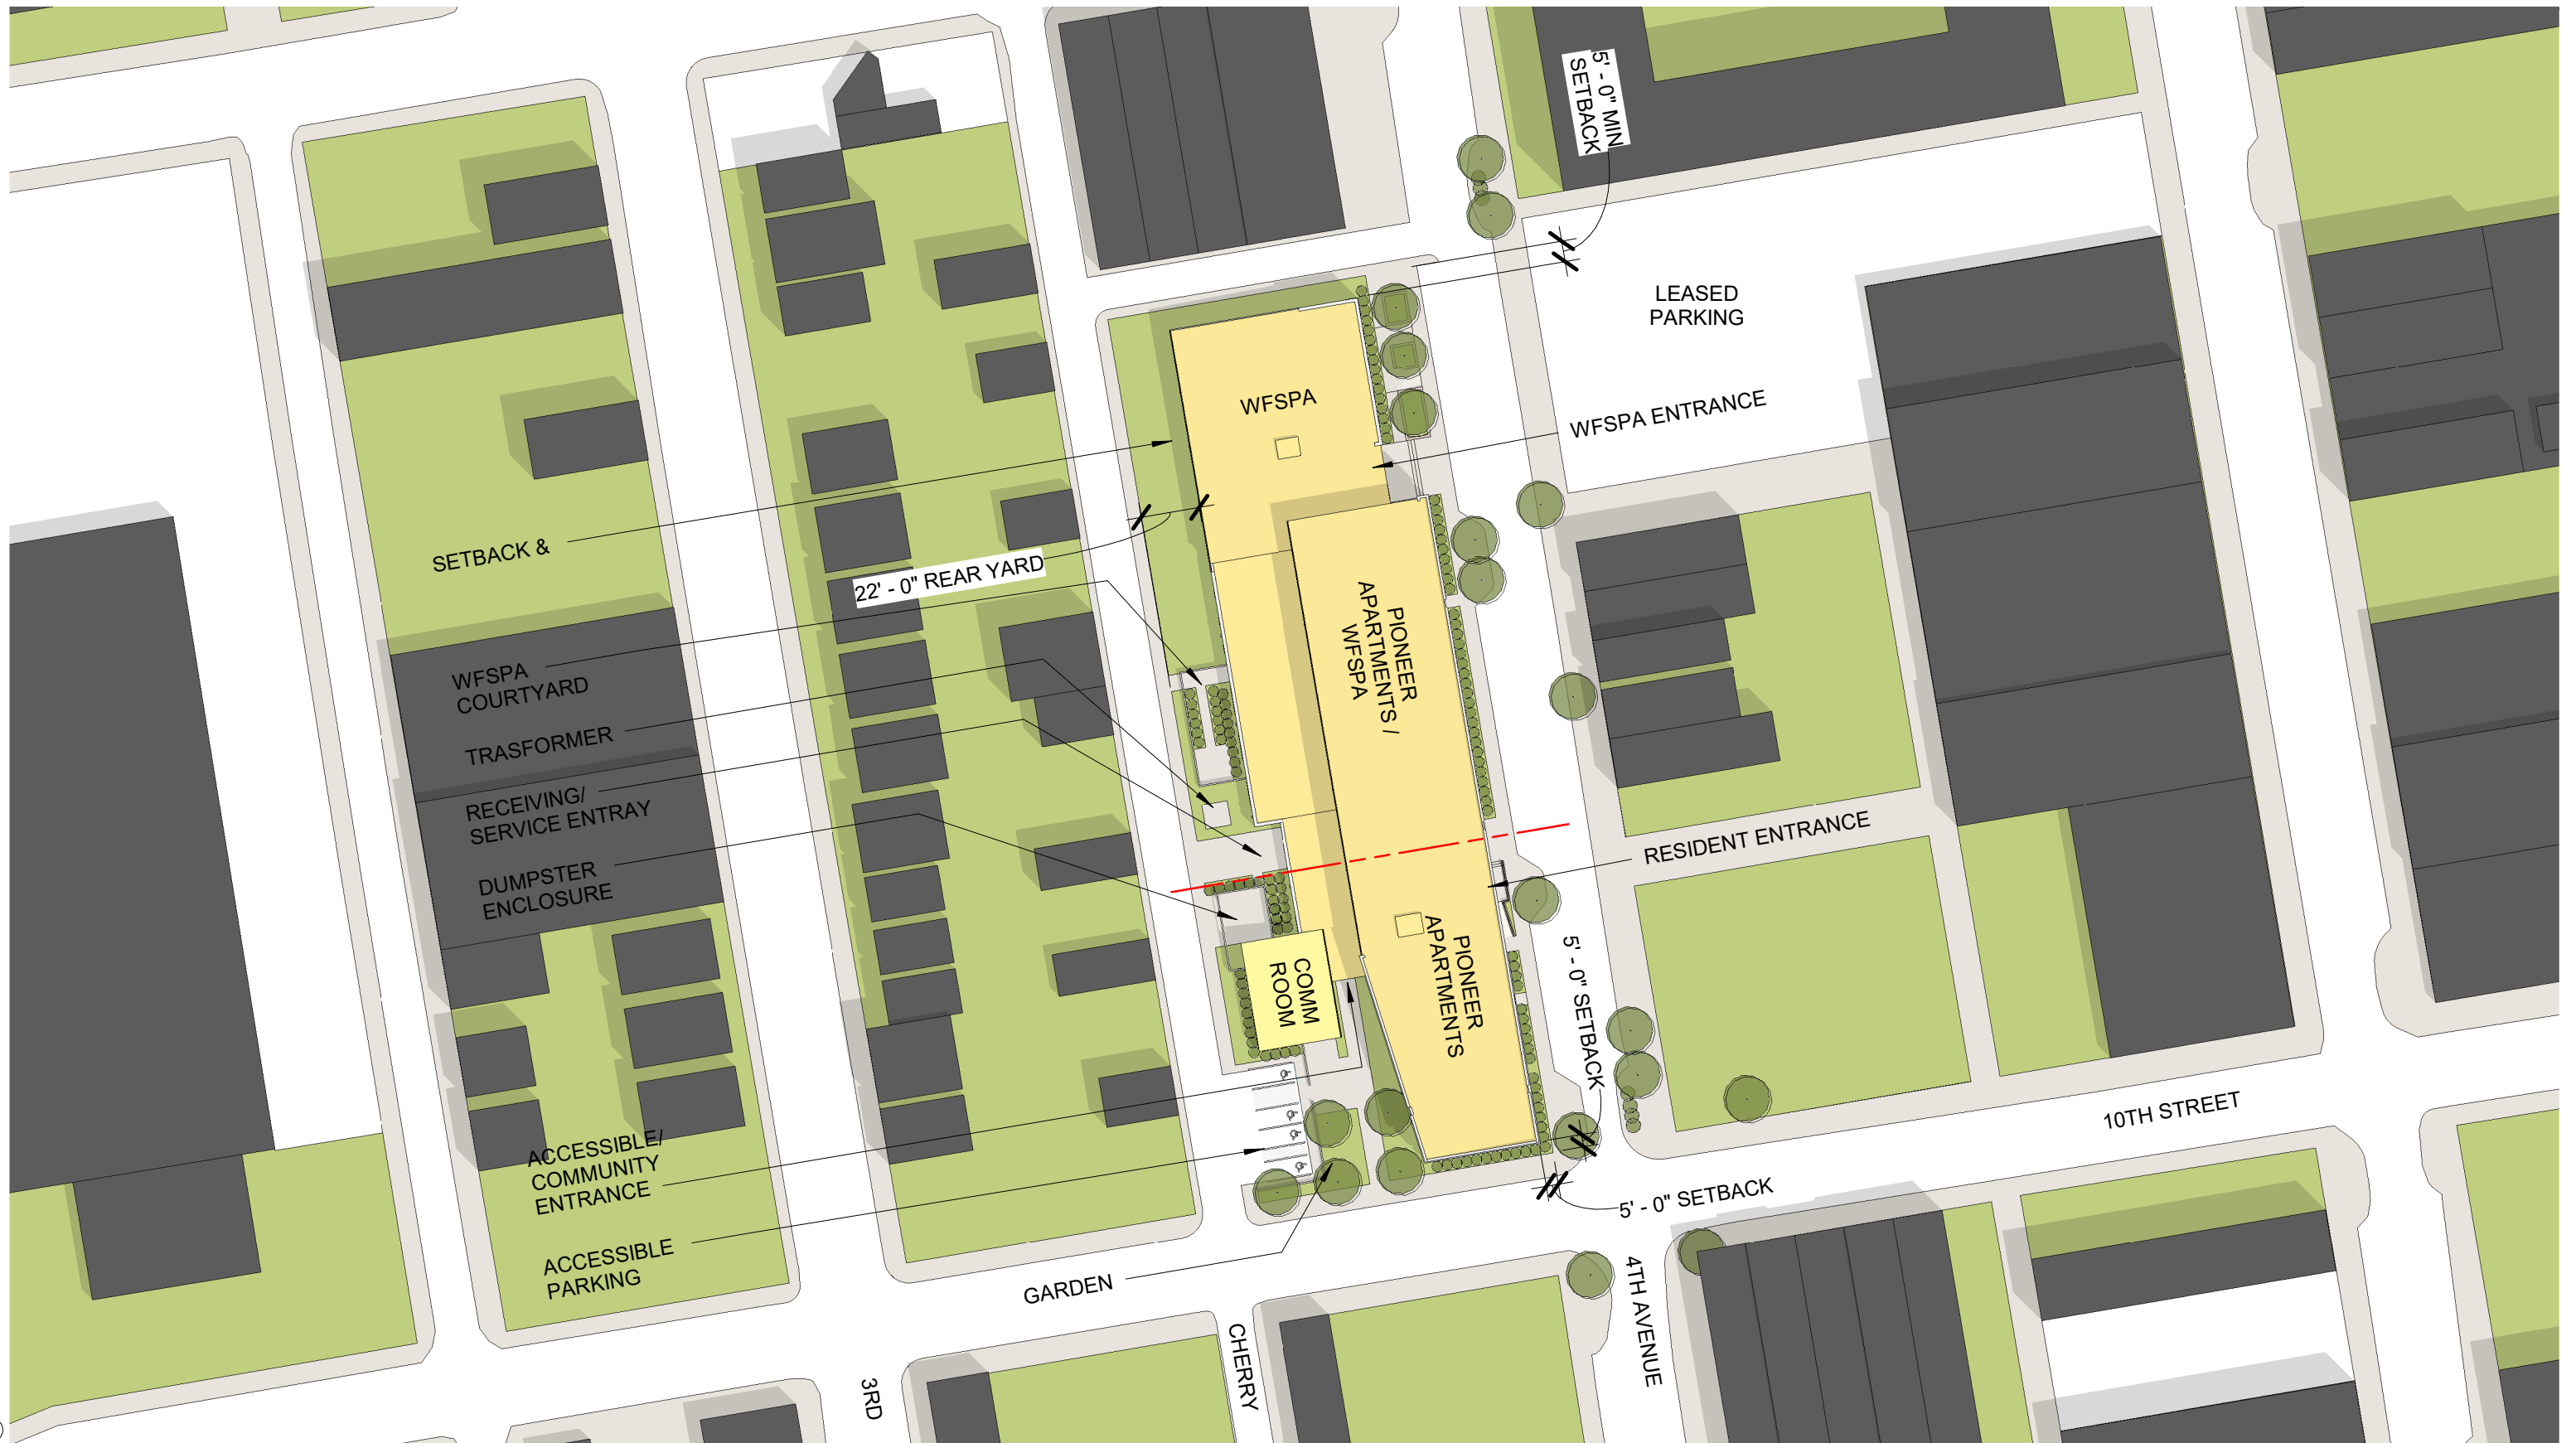 5' - 0" MIN
SETBACK
LEASED
PARKING
WFSPA
WFSPA ENTRANCE
SETBACK &
22' - 0" REAR YARD
PIONEER
APARTMENTS /
WFSPA
WFSPA
COURTYARD
TRASFORMER
RECEIVING/
SERVICE ENTRAY
RESIDENT ENTRANCE
DUMPSTER
ENCLOSURE
COMM
ROOM
PIONEER
APARTMENTS
5' - 0" SETBACK
10TH STREET
ACCESSIBLE/
COMMUNITY
ENTRANCE
5' - 0" SETBACK
ACCESSIBLE
PARKING
GARDEN
4TH AVENUE
CHERRY
3RD